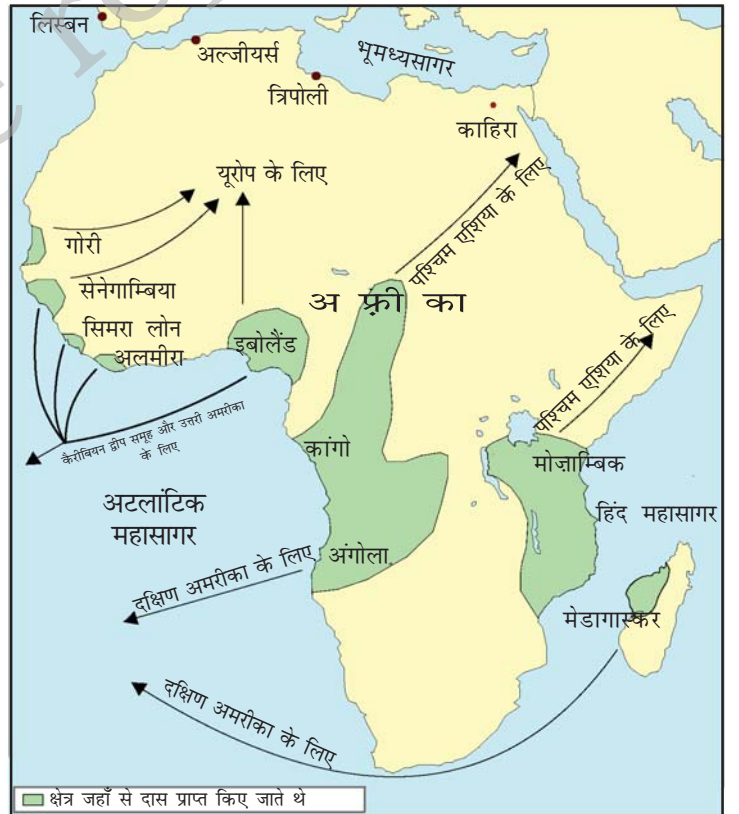 लिस्बन
अल्जीयर्स
भूमध्यसागर
त्रिपोली
काहिरा
यूरोप के लिए
पश्चिम एशिया के लिए
गोरी
सेनेगाम्बिया
अ फ़्री का
सिमरा लोन
इबोलैंड
अलमीरा
पश्चिम एशिया के लिए
कैरीबियन द्वीप समूह और उत्तरी अमरीका
के लिए
कांगो
मोज़ाम्बिक
अटलांटिक
महासागर
हिंद महासागर
अंगोला
दक्षिण अमरीका के लिए
मेडागास्कर
दक्षिण अमरीका के लिए
क्षेत्र जहाँ से दास प्राप्त किए जाते थे